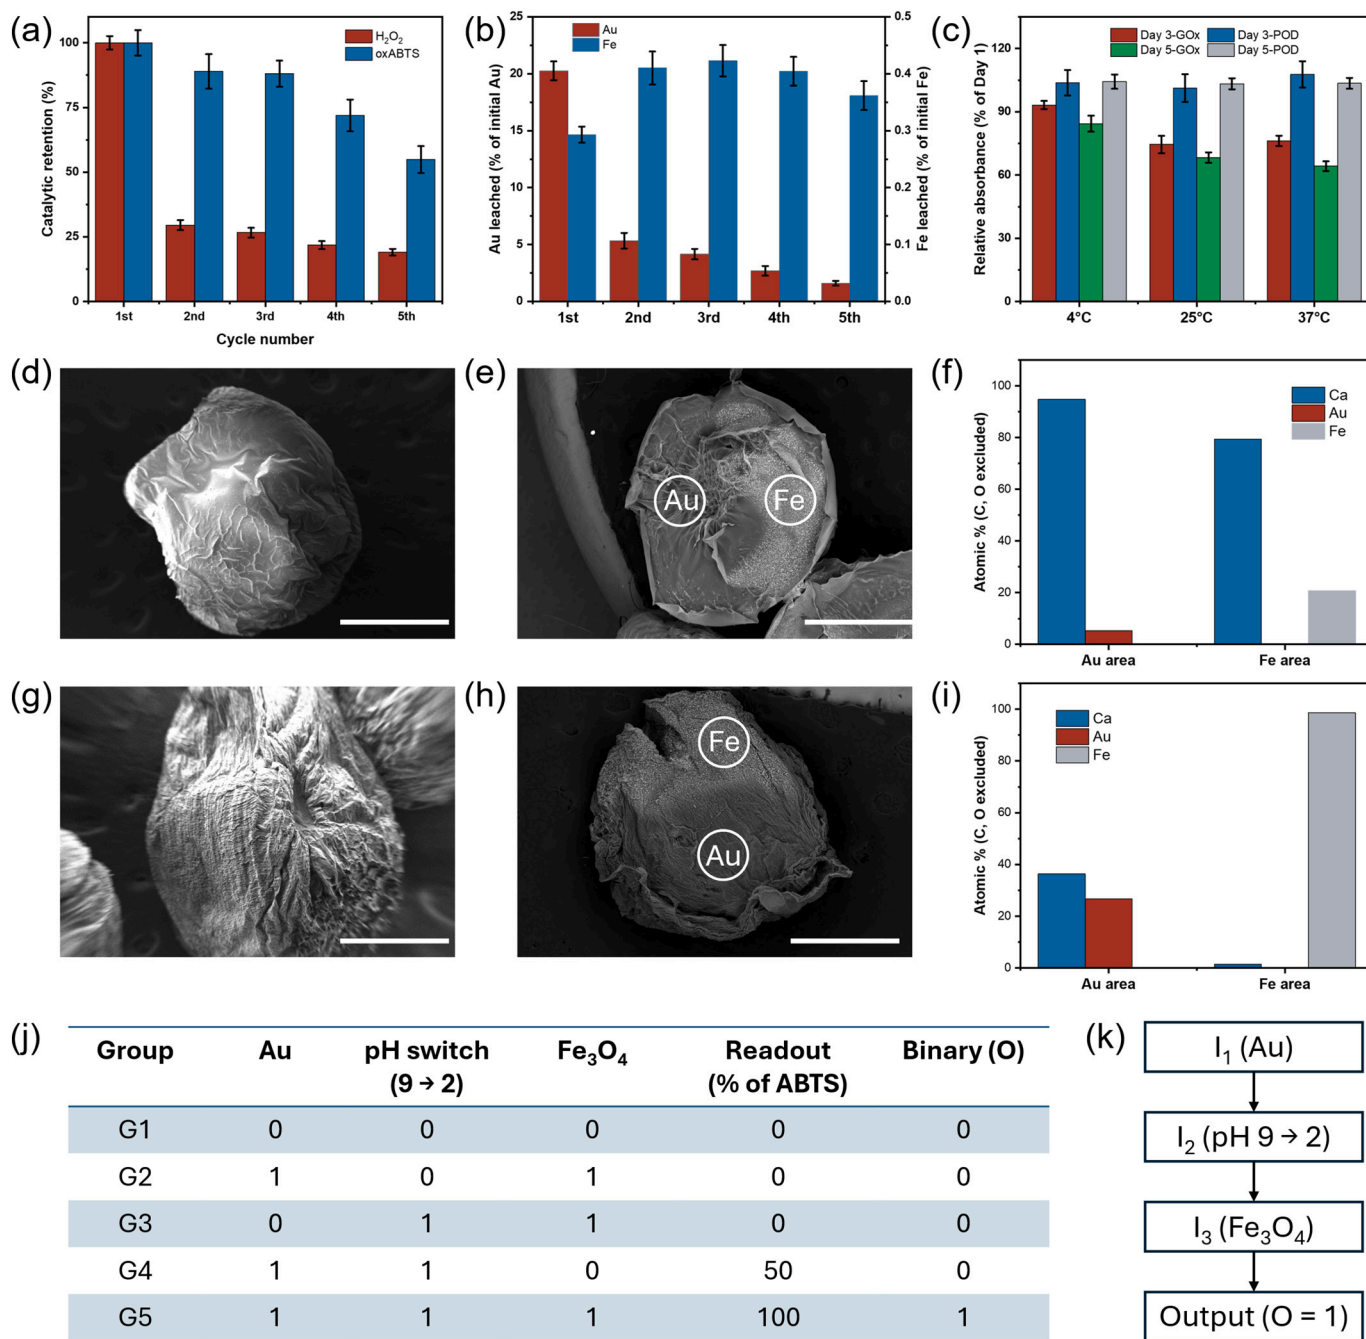 (a)
Catalytic retention (%)
100
75
50
25
0
H₂O₂
oxABTS
1st 2nd 3rd 4th 5th
Cycle number
(b)
Au leached (% of initial Au)
25
20
15
10
5
0
Au
Fe
0.5
0.4
0.3
0.2
0.1
0.0
Fe leached (% of initial Fe)
1st 2nd 3rd 4th 5th
(c)
Relative absorbance (% of Day 1)
120
90
60
30
0
Day 3-GOx Day 3-POD
Day 5-GOx Day 5-POD
4°C 25°C 37°C
(d)
(e)
Au
Fe
(f)
Atomic % (C, O excluded)
100
80
60
40
20
0
Ca
Au
Fe
Au area Fe area
(g)
(h)
Fe
Au
(i)
Atomic % (C, O excluded)
100
80
60
40
20
0
Ca
Au
Fe
Au area Fe area
(j)
Group Au pH switch Fe₃O₄ Readout Binary (O)
(9 → 2) (% of ABTS)
G1 0 0 0 0 0
G2 1 0 1 0 0
G3 0 1 1 0 0
G4 1 1 0 50 0
G5 1 1 1 100 1
(k)
I₁ (Au)
I₂ (pH 9 → 2)
I₃ (Fe₃O₄)
Output (O = 1)